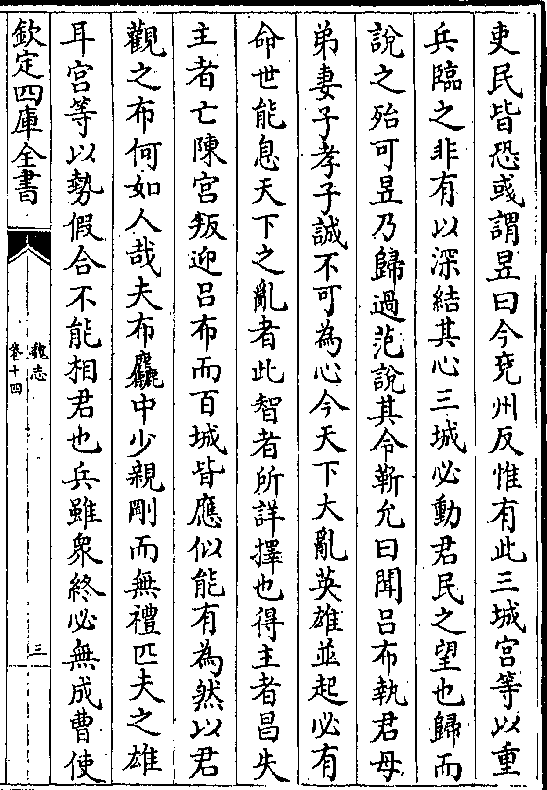 吏民皆恐彧謂昱曰今兖州反惟有此三城宫等以重
兵臨之非有以深結其心三城必動君民之望也歸而
說之殆可昱乃歸過范說其令靳允曰聞吕布執君母
弟妻子孝子誠不可為心今天下大亂英雄並起必有
命世能息天下之亂者此智者所詳擇也得主者昌失
主者亡陳宫叛迎吕布而百城皆應似能有為然以君
觀之布何如人哉夫布麤中少親剛而無禮匹夫之雄
耳宫等以勢假合不能相君也兵雖衆終必無成曹使
欽定四庫全書
魏志
卷十四
三